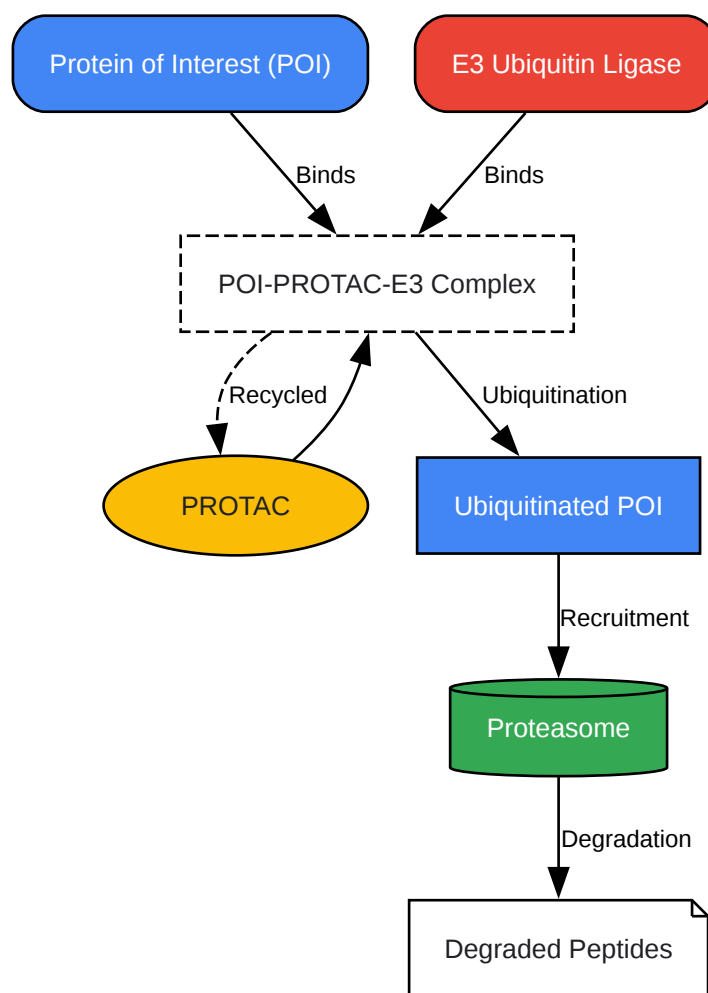 Protein of Interest (POI)
E3 Ubiquitin Ligase
Binds
Binds
POI-PROTAC-E3 Complex
Recycled
Ubiquitination
PROTAC
Ubiquitinated POI
Recruitment
Proteasome
Degradation
Degraded Peptides